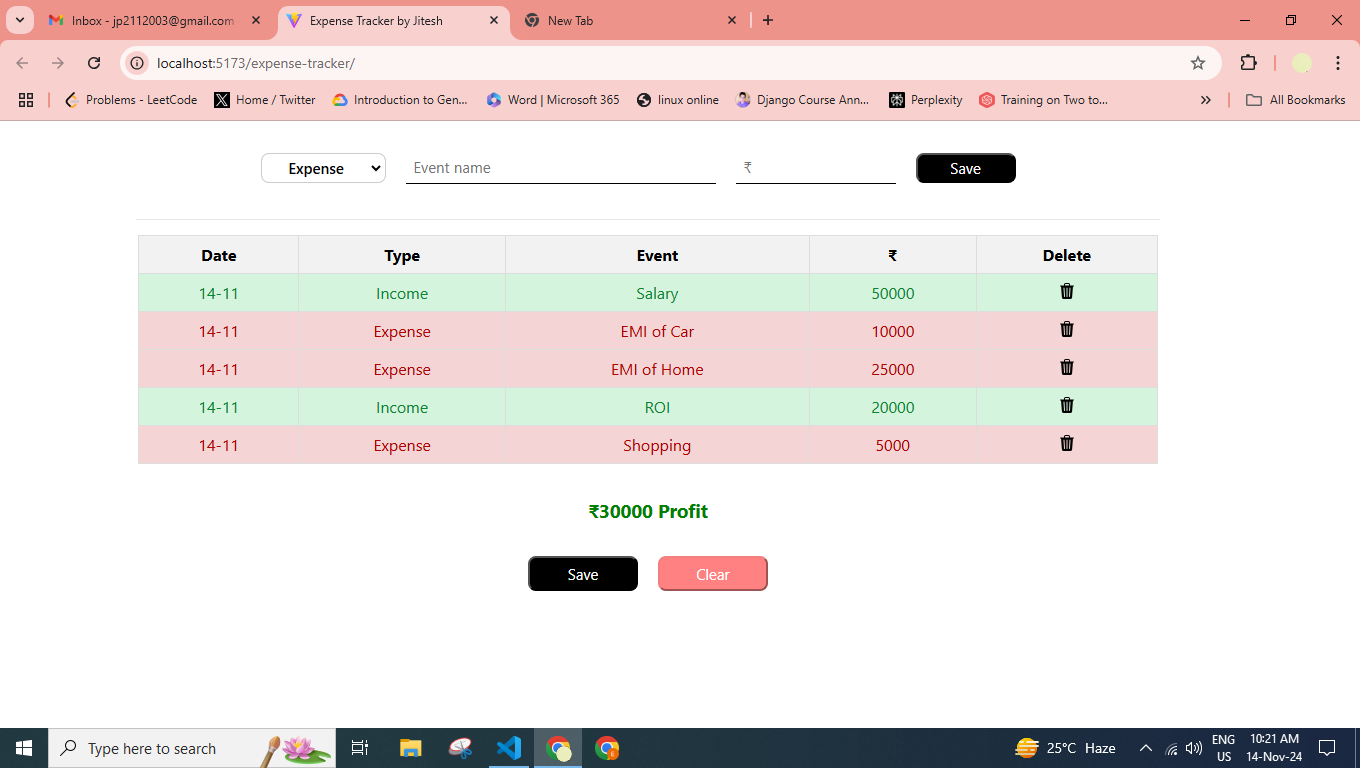 Inbox - jp2112003@gmail.com
Expense Tracker by Jitesh
New Tab
localhost:5173/expense-tracker/
Problems - LeetCode
Home / Twitter
Introduction to Gen...
Word | Microsoft 365
linux online
Django Course Ann...
Perplexity
Training on Two to...
All Bookmarks
Expense Event name ₹ Save
Date Type Event ₹ Delete
14-11 Income Salary 50000
14-11 Expense EMI of Car 10000
14-11 Expense EMI of Home 25000
14-11 Income ROI 20000
14-11 Expense Shopping 5000
₹30000 Profit
Save Clear
Type here to search
25°C Haze
ENG
US
10:21 AM
14-Nov-24